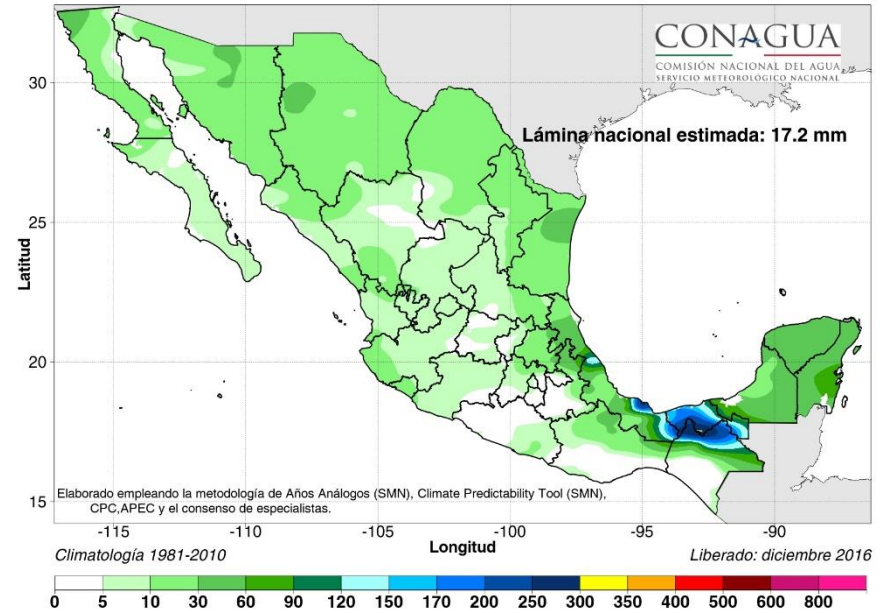 CONAGUA
COMISIÓN NACIONAL DEL AGUA
SERVICIO METEOROLÓGICO NACIONAL
Lámina nacional estimada: 17.2 mm
30
25
20
15
Latitud
Elaborado empleando la metodología de Años Análogos (SMN), Climate Predictability Tool (SMN),
CPC,APEC y el consenso de especialistas.
-115 -110 -105 -100 -95 -90
Longitud
Climatología 1981-2010
Liberado: diciembre 2016
0 5 10 30 60 90 120 150 170 200 250 300 350 400 500 600 800